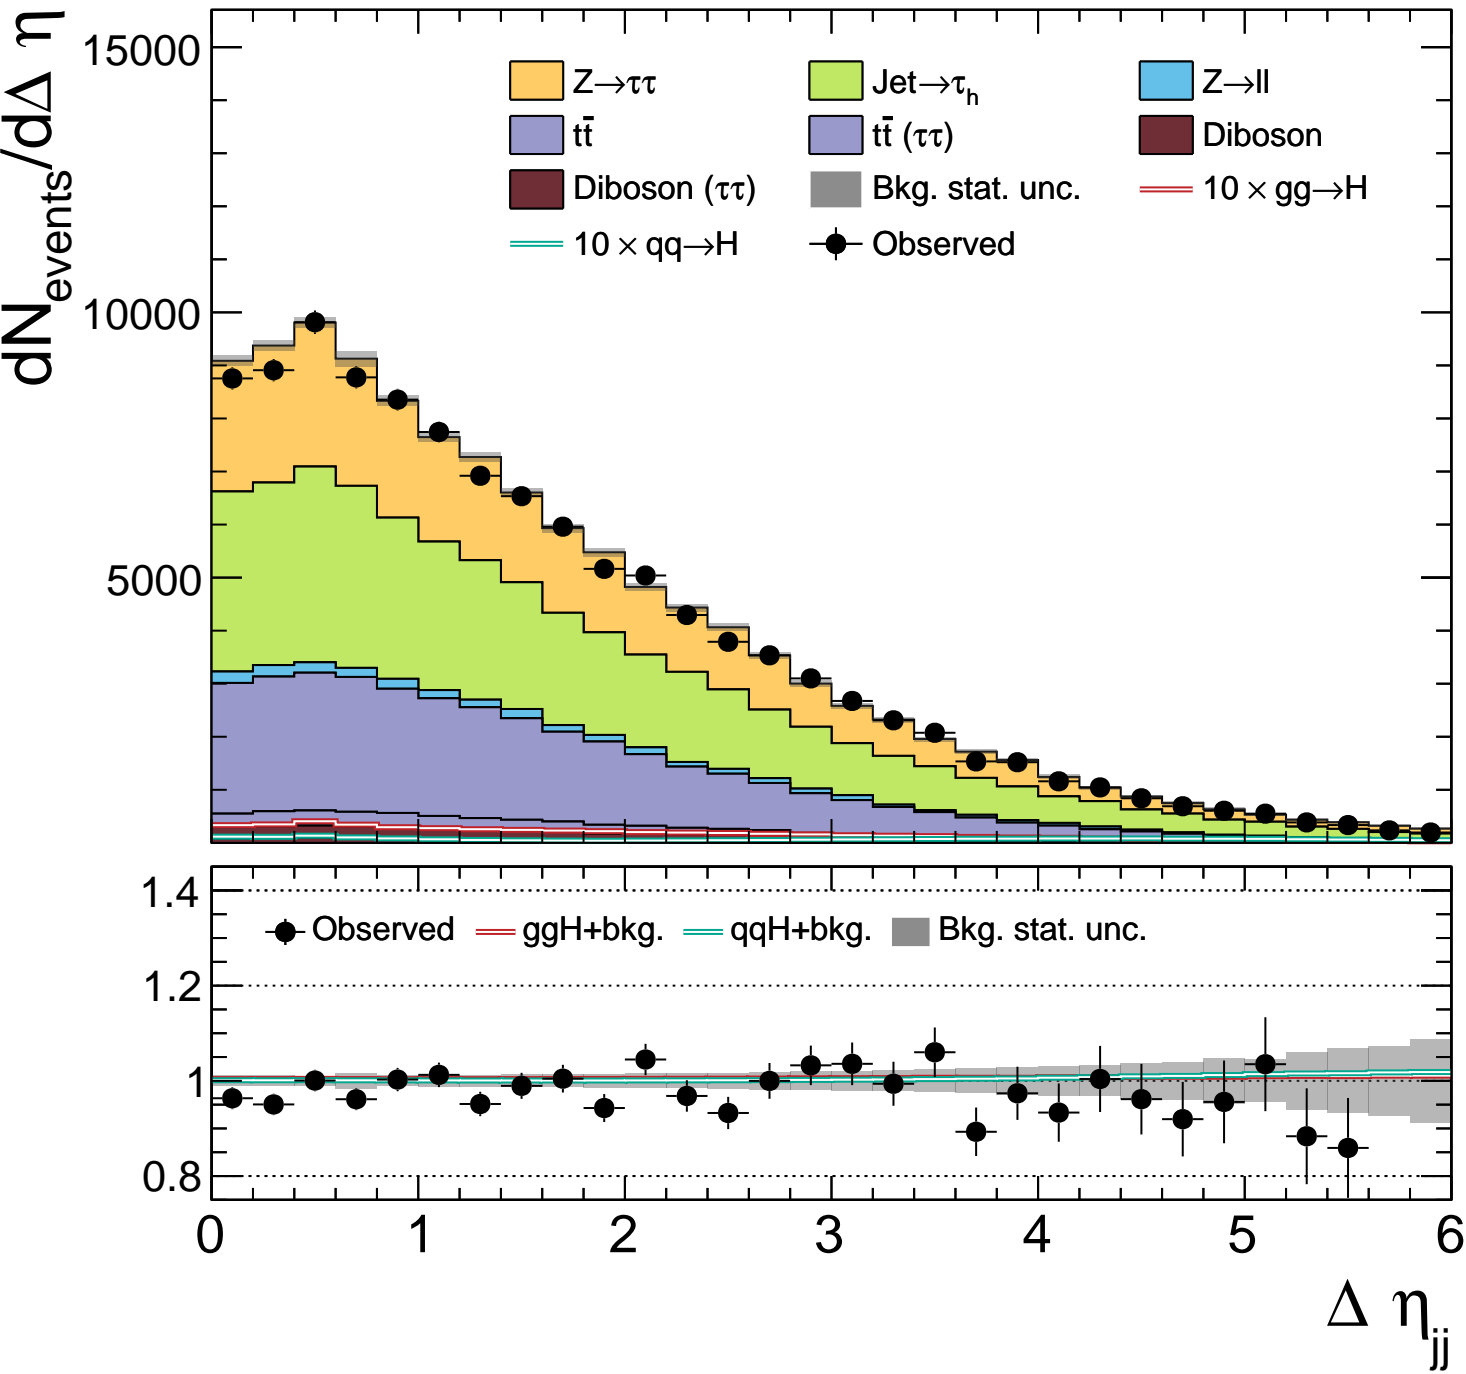 dN_events/dΔ η
15000
10000
5000
Z→ττ Jet→τ_h Z→ll
tt̄ tt̄ (ττ) Diboson
Diboson (ττ) Bkg. stat. unc. 10 × gg→H
10 × qq→H Observed
1.4
1.2
1
0.8
Observed ggH+bkg. qqH+bkg. Bkg. stat. unc.
0 1 2 3 4 5 6
Δ η_jj